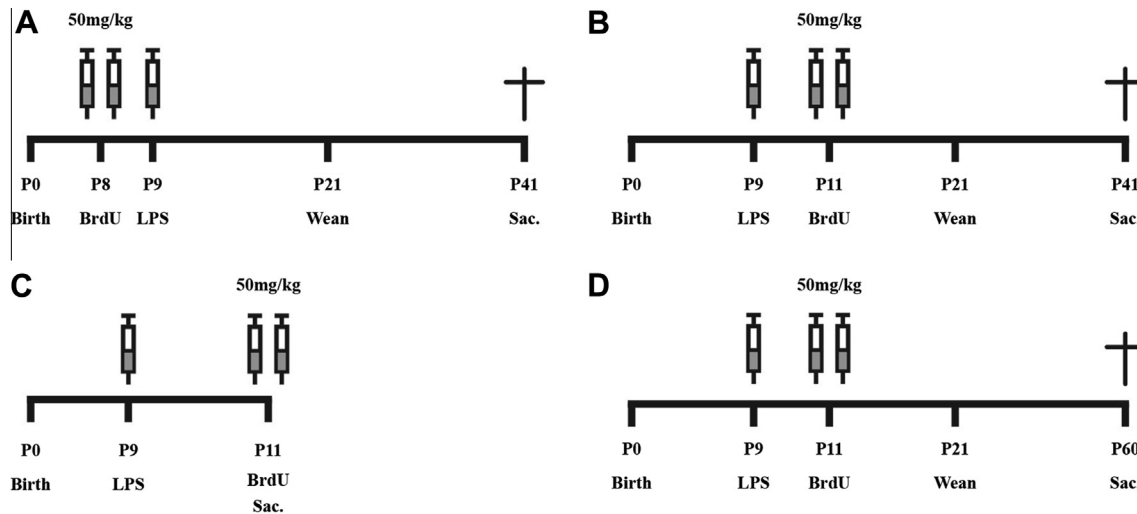 A
50mg/kg
P0 P8 P9 P21 P41
Birth BrdU LPS Wean Sac.
B
50mg/kg
P0 P9 P11 P21 P41
Birth LPS BrdU Wean Sac.
C
50mg/kg
P0 P9 P11
Birth LPS BrdU
Sac.
D
50mg/kg
P0 P9 P11 P21 P60
Birth LPS BrdU Wean Sac.